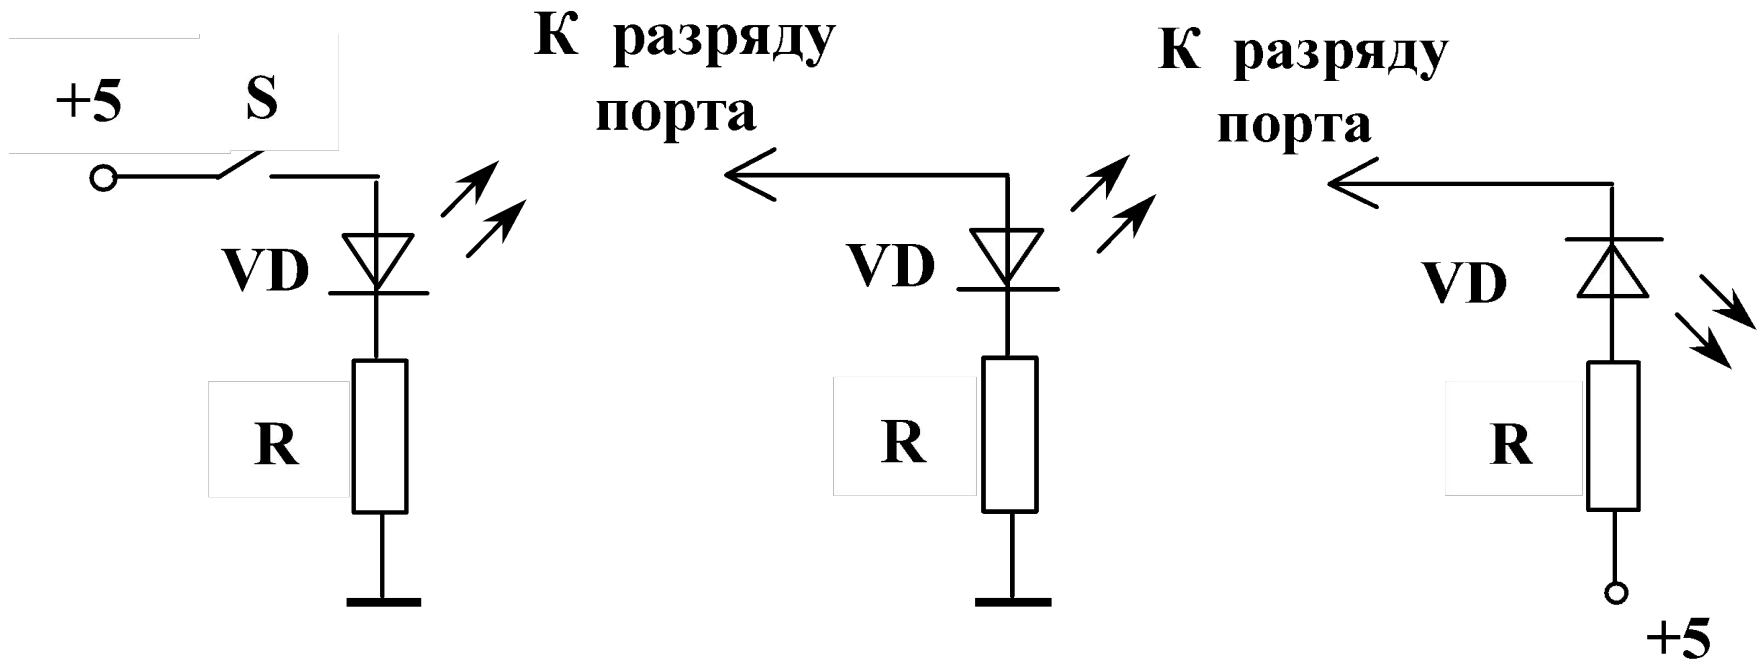 +5 S
VD
R
К разряду
порта
VD
R
К разряду
порта
VD
R
+5